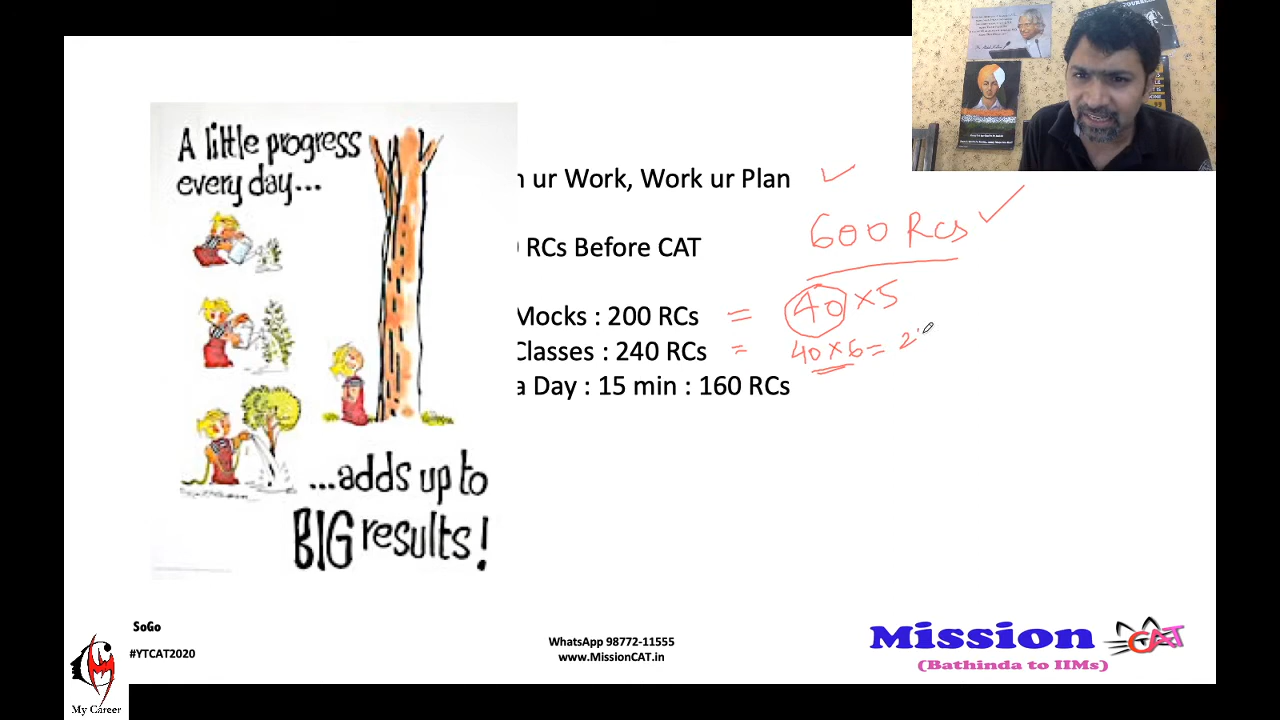 A little progress
every day...
...adds up to
BIG results!
ur Work, Work ur Plan
RCs Before CAT
Mocks : 200 RCs
Classes : 240 RCs
a Day : 15 min : 160 RCs
600 Rcs
= 40 × 5
= 40 × 6 = 2
SoGo
#YTCAT2020
My Career
WhatsApp 98772-11555
www.MissionCAT.in
Mission CAT
(Bathinda to IIMs)